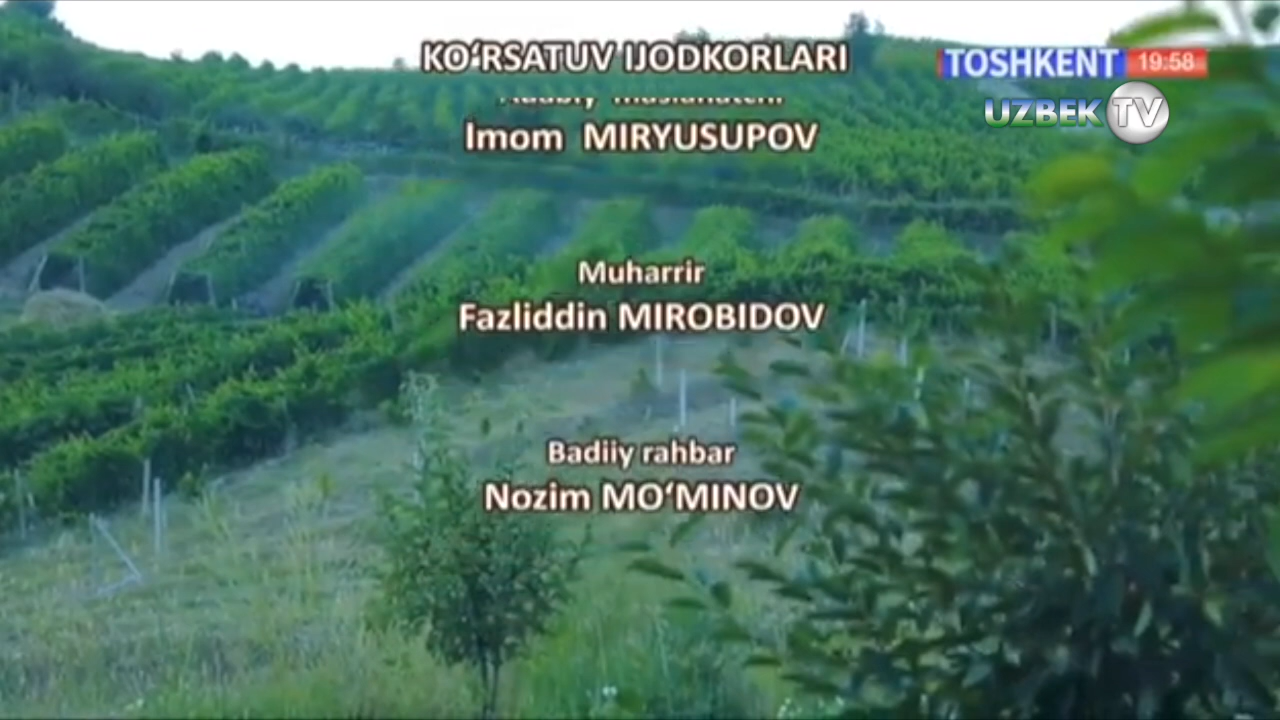 KO‘RSATUV IJODKORLARI
TOSHKENT 19:58
UZBEK TV
Imom MIRYUSUPOV
Muharrir
Fazliddin MIROBIDOV
Badiiy rahbar
Nozim MO‘MINOV